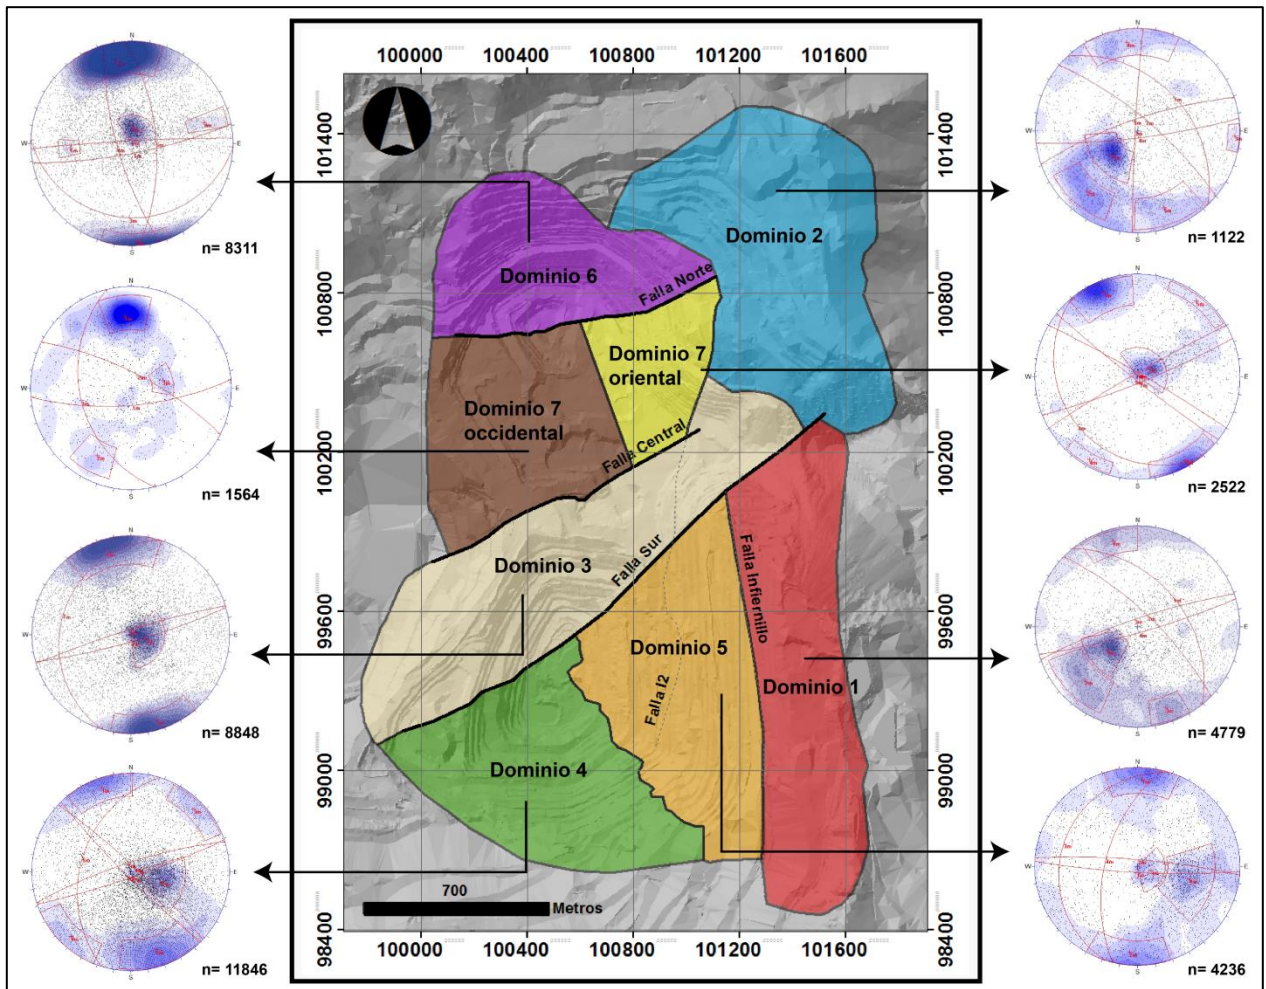 N
W
E
S
n= 8311
N
W
E
S
n= 1564
N
W
E
S
n= 8848
N
W
E
S
n= 11846
100000 100400 100800 101200 101600
101400
100800
100200
99600
99000
98400
Dominio 2
Dominio 6
Falla Norte
Dominio 7
oriental
Dominio 7
occidental
Falla Central
Dominio 3
Falla Sur
Falla Infiernillo
Dominio 5
Dominio 1
Falla I2
Dominio 4
700
Metros
101400
100800
100200
99600
99000
98400
100000 100400 100800 101200 101600
N
W
E
S
n= 1122
N
W
E
S
n= 2522
N
W
E
S
n= 4779
N
W
E
S
n= 4236